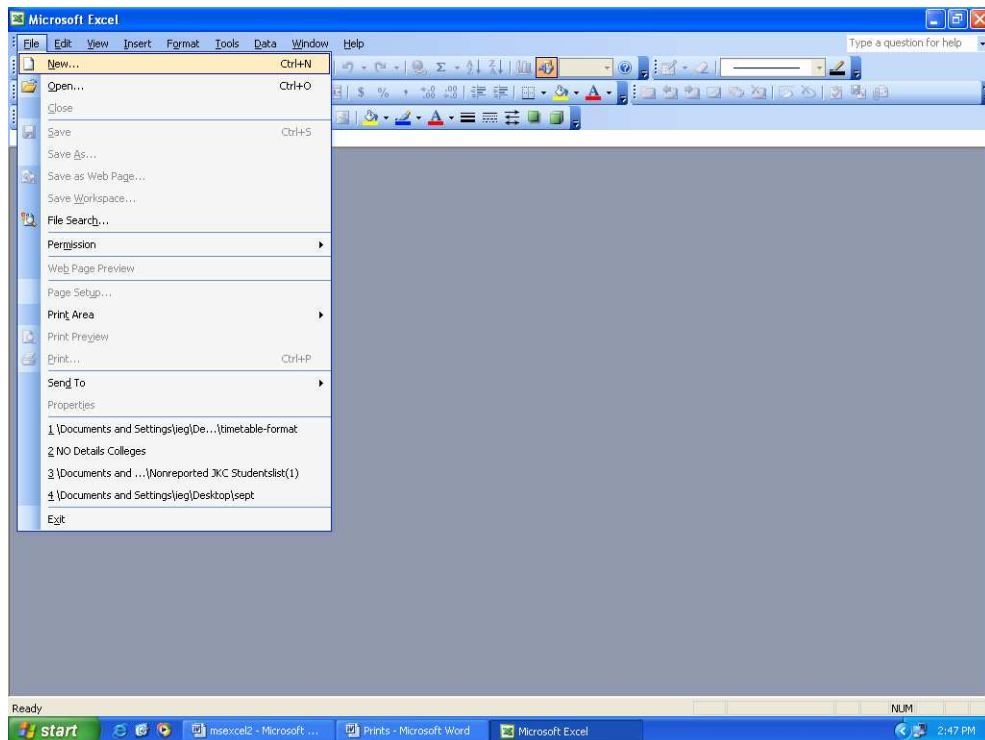 Microsoft Excel
File Edit View Insert Format Tools Data Window Help Type a question for help
New... Ctrl+N
Open... Ctrl+O
Close
Save Ctrl+S
Save As...
Save as Web Page...
Save Workspace...
File Search...
Permission
Web Page Preview
Page Setup...
Print Area
Print Preview
Print... Ctrl+P
Send To
Properties
1 \Documents and Settings\ieg\De...\timetable-format
2 NO Details Colleges
3 \Documents and ...\Nonreported JKC Studentslist(1)
4 \Documents and Settings\ieg\Desktop\sept
Exit
Ready NUM
start msexcel2 - Microsoft ... Prints - Microsoft Word Microsoft Excel 2:47 PM